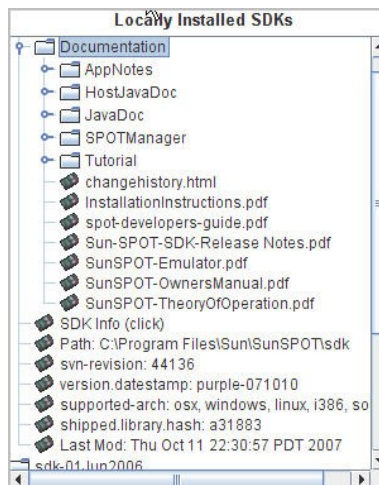 Locally Installed SDKs
Documentation
AppNotes
HostJavaDoc
JavaDoc
SPOTManager
Tutorial
changehistory.html
InstallationInstructions.pdf
spot-developers-guide.pdf
Sun-SPOT-SDK-Release Notes.pdf
SunSPOT-Emulator.pdf
SunSPOT-OwnersManual.pdf
SunSPOT-TheoryOfOperation.pdf
SDK Info (click)
Path: C:\Program Files\Sun\SunSPOT\sdk
svn-revision: 44136
version.datestamp: purple-071010
supported-arch: osx, windows, linux, i386, so
shipped.library.hash: a31883
Last Mod: Thu Oct 11 22:30:57 PDT 2007
sdk-01Jun2006